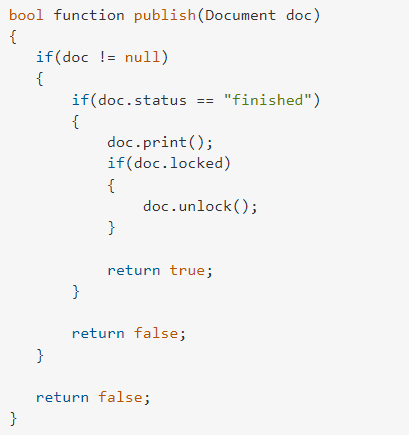 bool function publish(Document doc)
{
   if(doc != null)
   {
       if(doc.status == "finished")
       {
           doc.print();
           if(doc.locked)
           {
               doc.unlock();
           }

           return true;
       }

       return false;
   }

   return false;
}